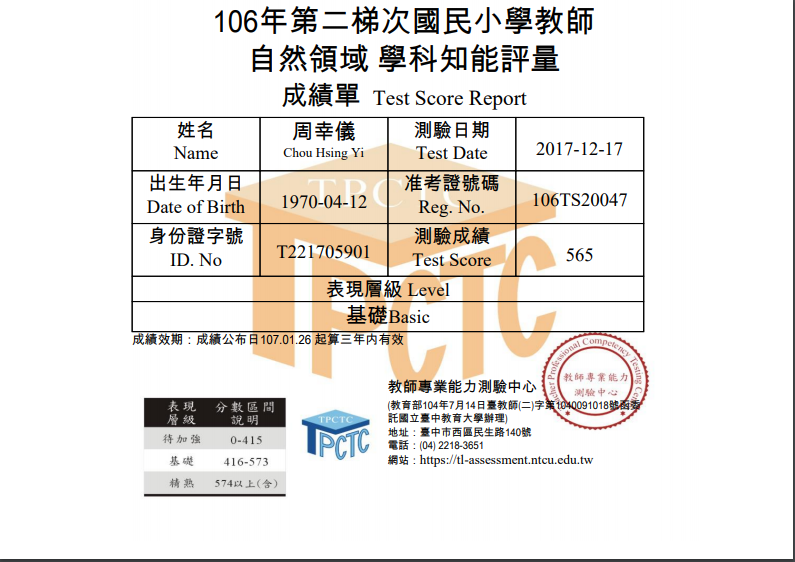 106年第二梯次國民小學教師
自然領域 學科知能評量
成績單 Test Score Report
姓名 Name 周幸儀 Chou Hsing Yi 測驗日期 Test Date 2017-12-17
出生年月日 Date of Birth 1970-04-12 准考證號碼 Reg. No. 106TS20047
身份證字號 ID. No T221705901 測驗成績 Test Score 565
表現層級 Level
基礎Basic
成績效期：成績公布日107.01.26 起算三年內有效
TPCTC
TPCTC
教師專業能力測驗中心
(教育部104年7月14日臺教師(二)字第1040091018號函委
託國立臺中教育大學辦理)
地址：臺中市西區民生路140號
電話：(04) 2218-3651
網站：https://tl-assessment.ntcu.edu.tw
Teacher Professional Competency Testing Center
教師專業能力
測驗中心
表現層級 分數區間說明
待加強 0-415
基礎 416-573
精熟 574以上(含)
TPCTC
TPCTC